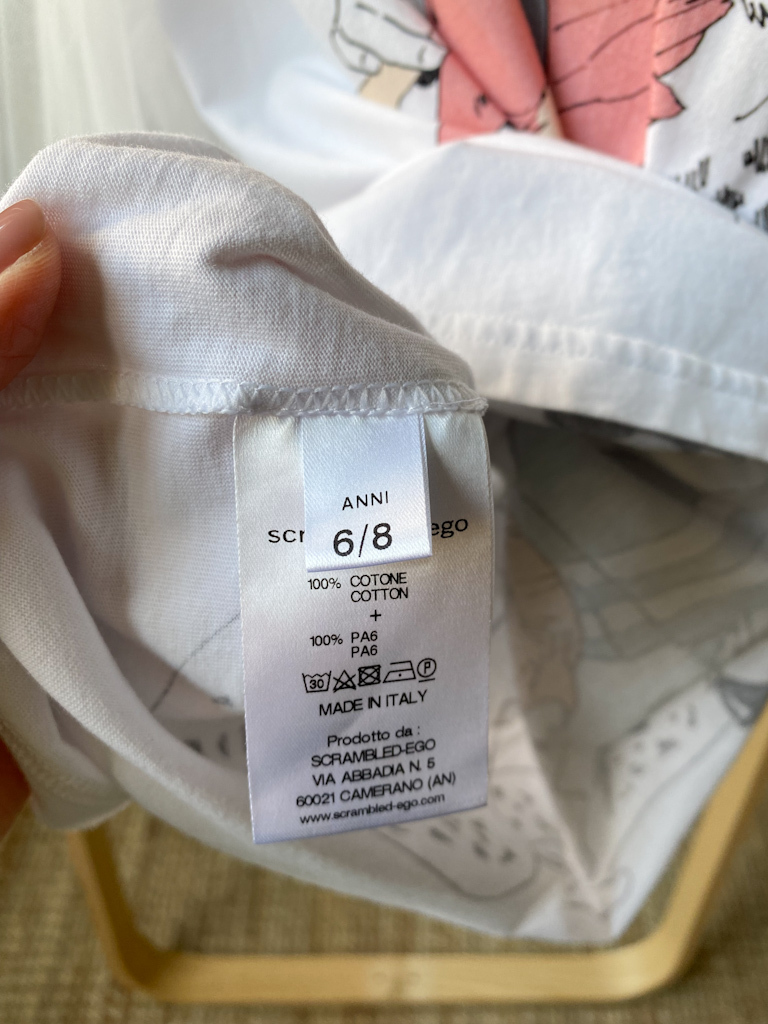 ANNI
6/8
scr ego
100% COTONE
COTTON
+
100% PA6
PA6
30 P
MADE IN ITALY
Prodotto da :
SCRAMBLED-EGO
VIA ABBADIA N. 5
60021 CAMERANO (AN)
www.scrambled-ego.com